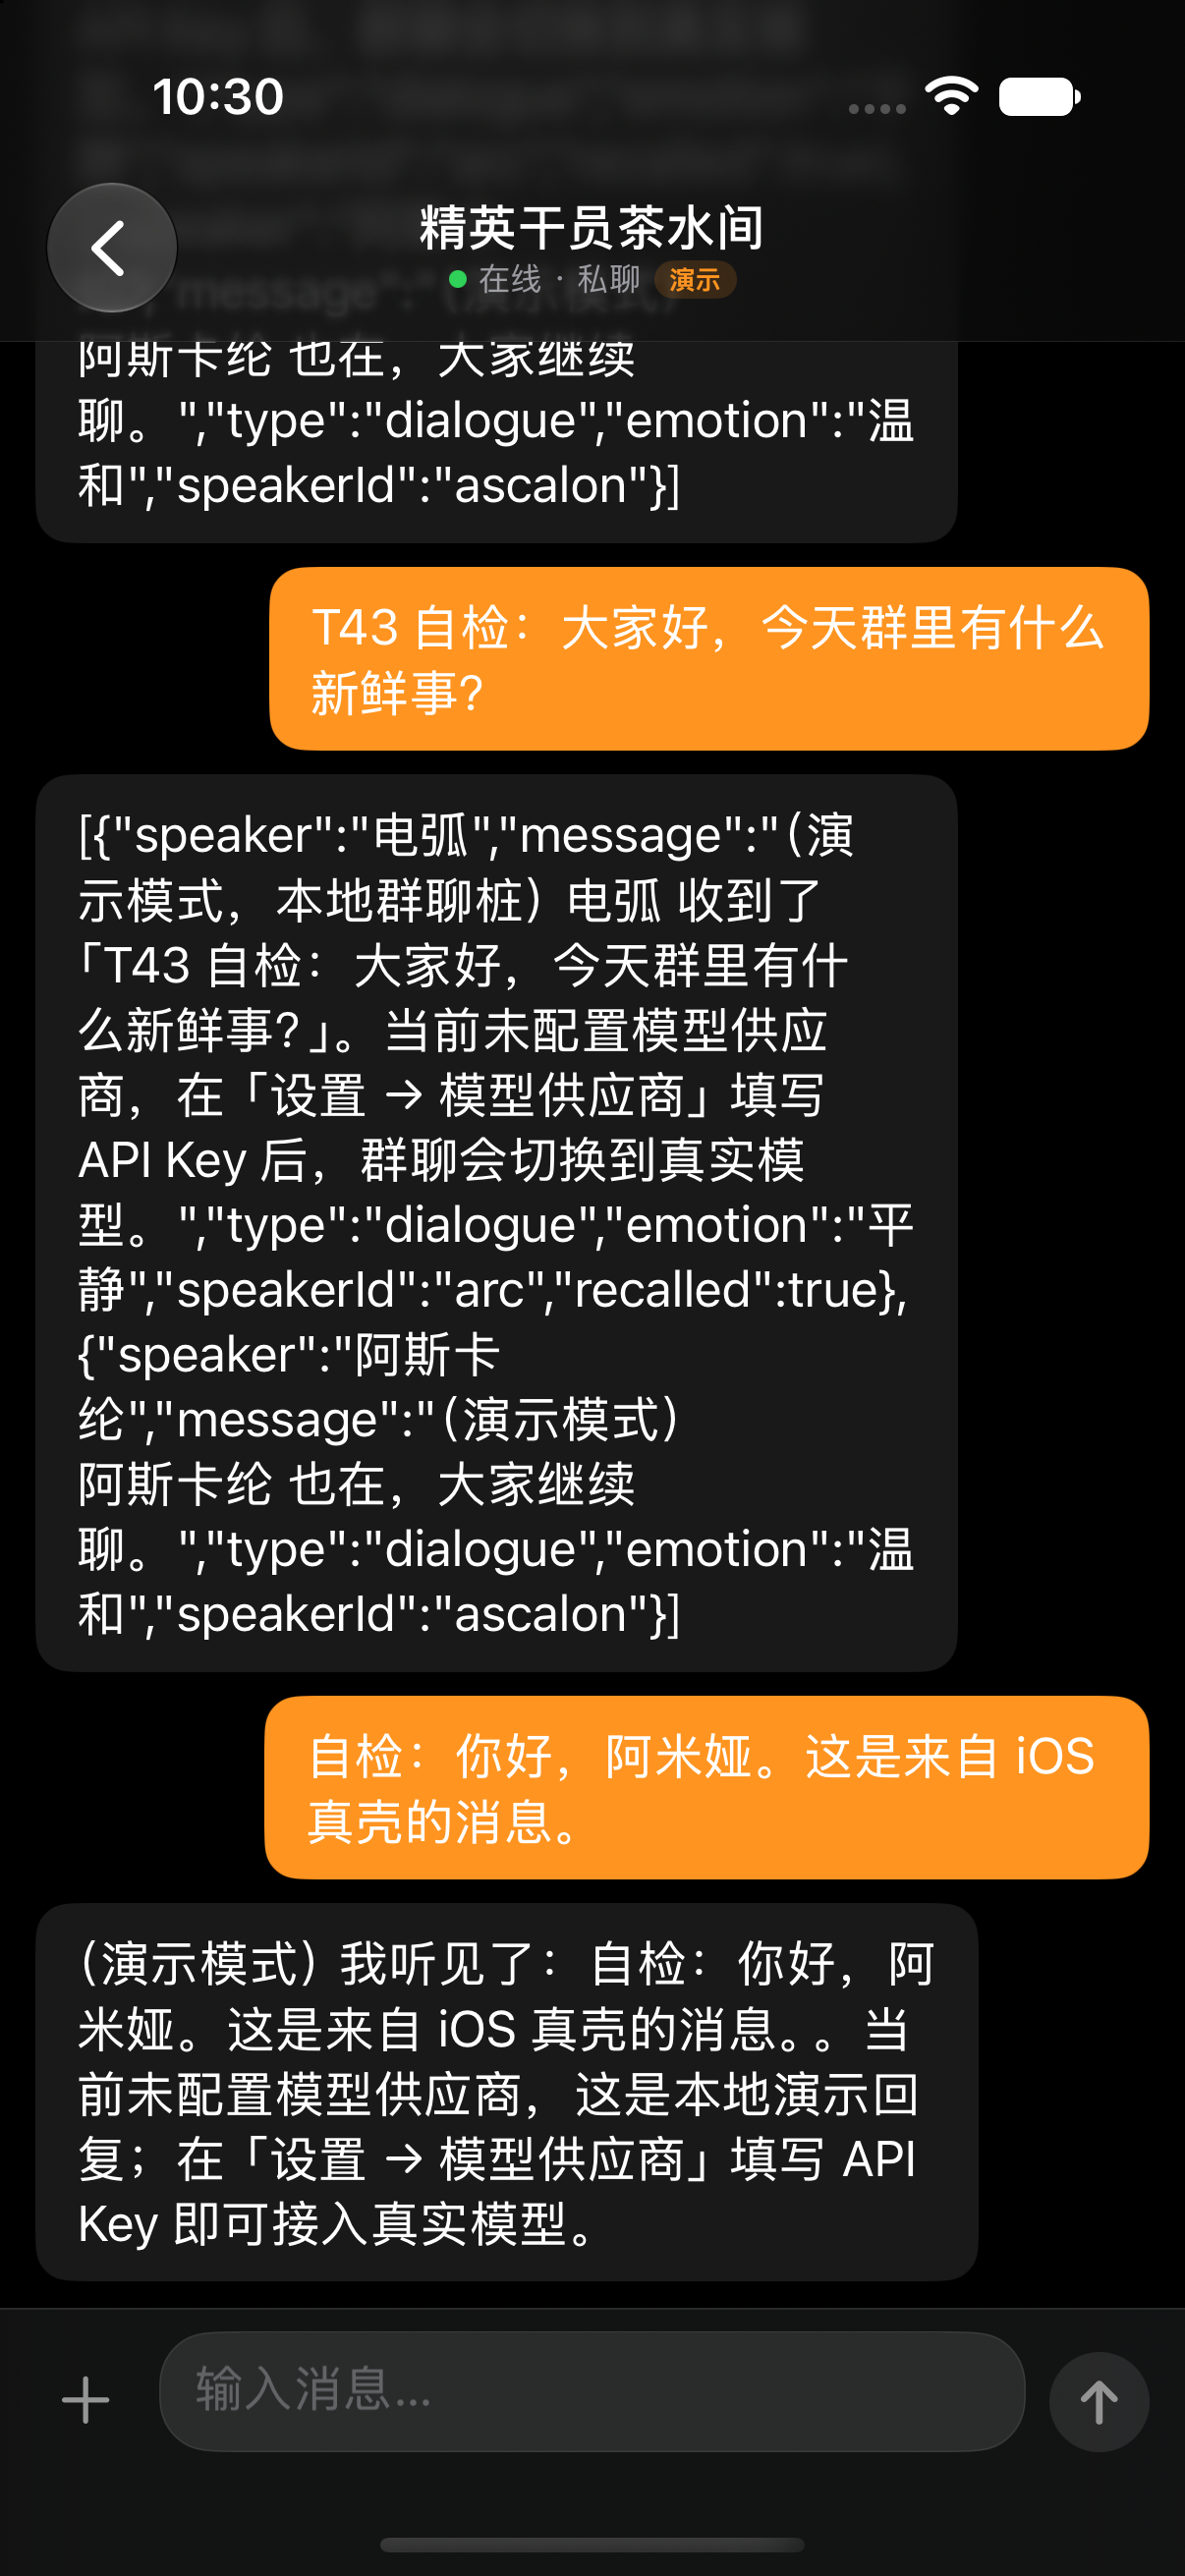 10:30
精英干员茶水间
在线 · 私聊 演示
阿斯卡纶 也在，大家继续
聊。","type":"dialogue","emotion":"温
和","speakerId":"ascalon"}]
T43 自检：大家好，今天群里有什么
新鲜事？
[{"speaker":"电弧","message":"（演
示模式，本地群聊桩）电弧 收到了
「T43 自检：大家好，今天群里有什
么新鲜事？」。当前未配置模型供应
商，在「设置 → 模型供应商」填写
API Key 后，群聊会切换到真实模
型。","type":"dialogue","emotion":"平
静","speakerId":"arc","recalled":true},
{"speaker":"阿斯卡
纶","message":"（演示模式）
阿斯卡纶 也在，大家继续
聊。","type":"dialogue","emotion":"温
和","speakerId":"ascalon"}]
自检：你好，阿米娅。这是来自 iOS
真壳的消息。
（演示模式）我听见了：自检：你好，阿
米娅。这是来自 iOS 真壳的消息。。当
前未配置模型供应商，这是本地演示回
复；在「设置 → 模型供应商」填写 API
Key 即可接入真实模型。
输入消息...